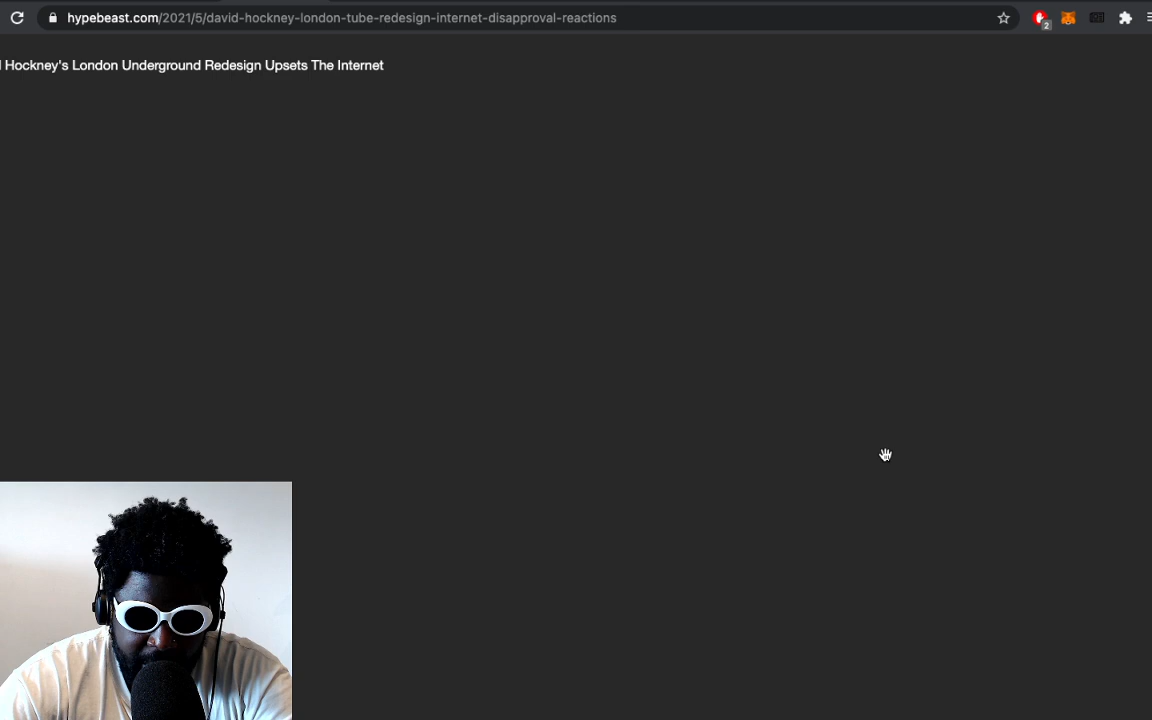 hypebeast.com/2021/5/david-hockney-london-tube-redesign-internet-disapproval-reactions
2
Hockney's London Underground Redesign Upsets The Internet